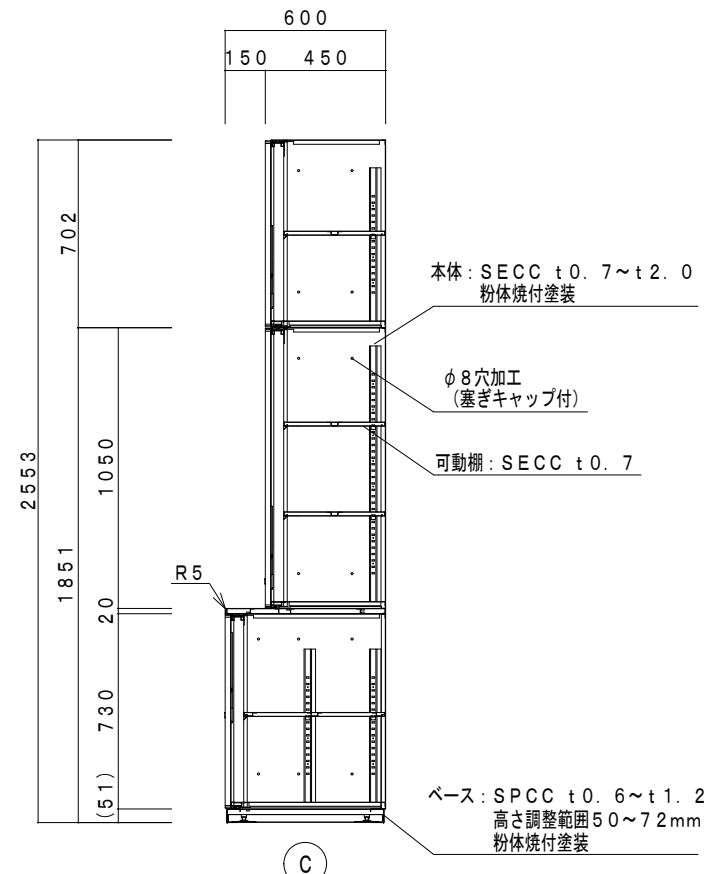 600
150
450
702
2553
1050
1851
20
730
(51)
R5
本体：SECC t0．7～t2．0
粉体焼付塗装
φ8穴加工
（塞ぎキャップ付）
可動棚：SECC t0．7
ベース：SPCC t0．6～t1．2
高さ調整範囲50～72mm
粉体焼付塗装
C